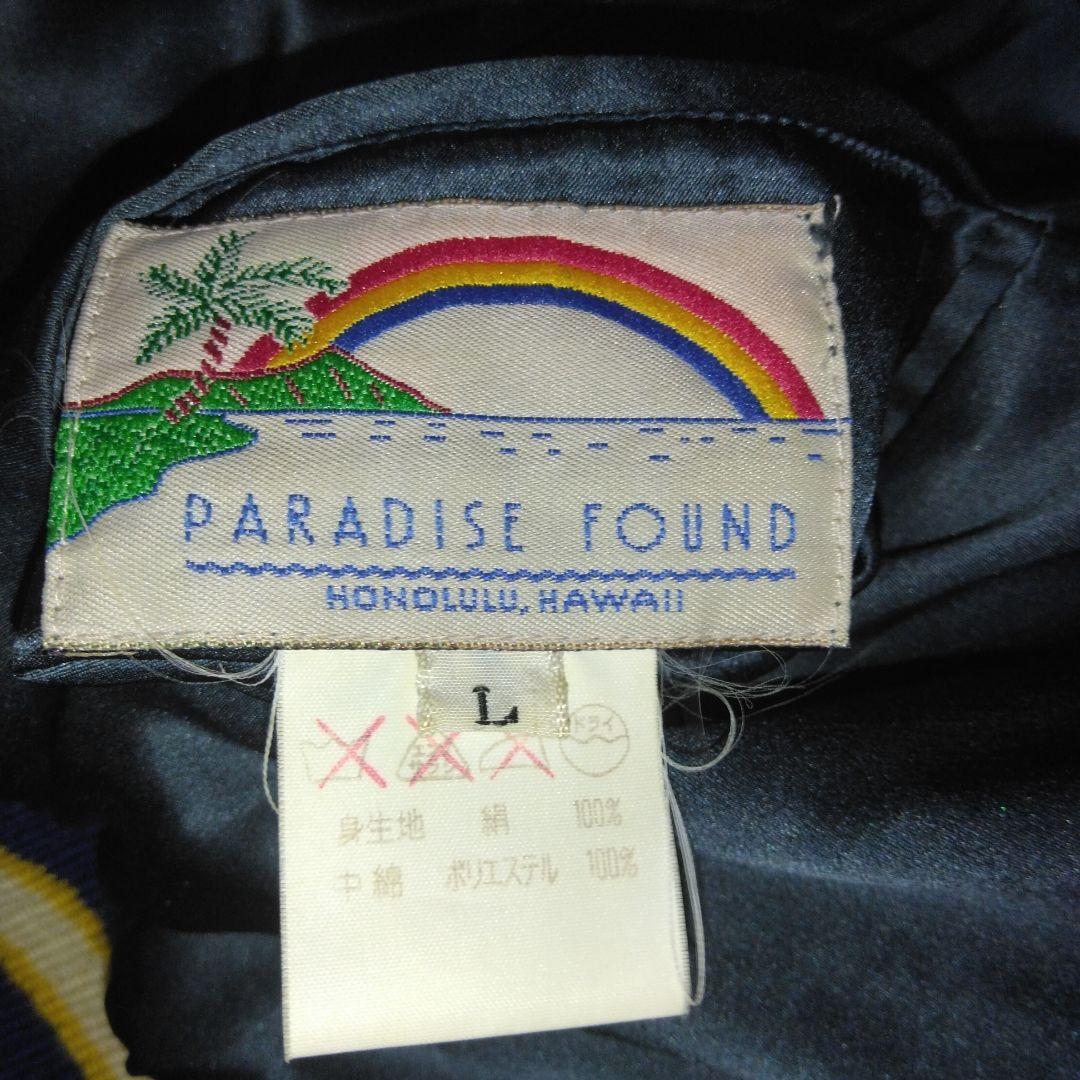 PARADISE FOUND
HONOLULU, HAWAII
L
ドライ
身生地 絹 100%
中綿 ポリエステル 100%